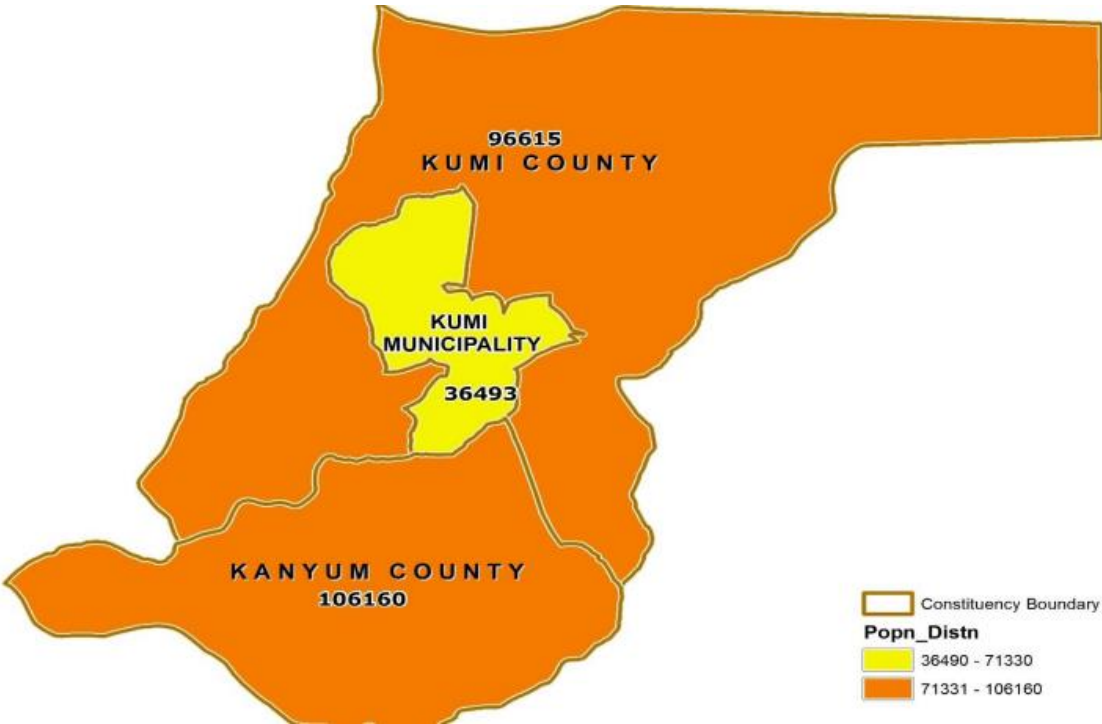 96615
KUMI COUNTY
KUMI
MUNICIPALITY
36493
KANYUM COUNTY
106160
Constituency Boundary
Popn_Distn
36490 - 71330
71331 - 106160